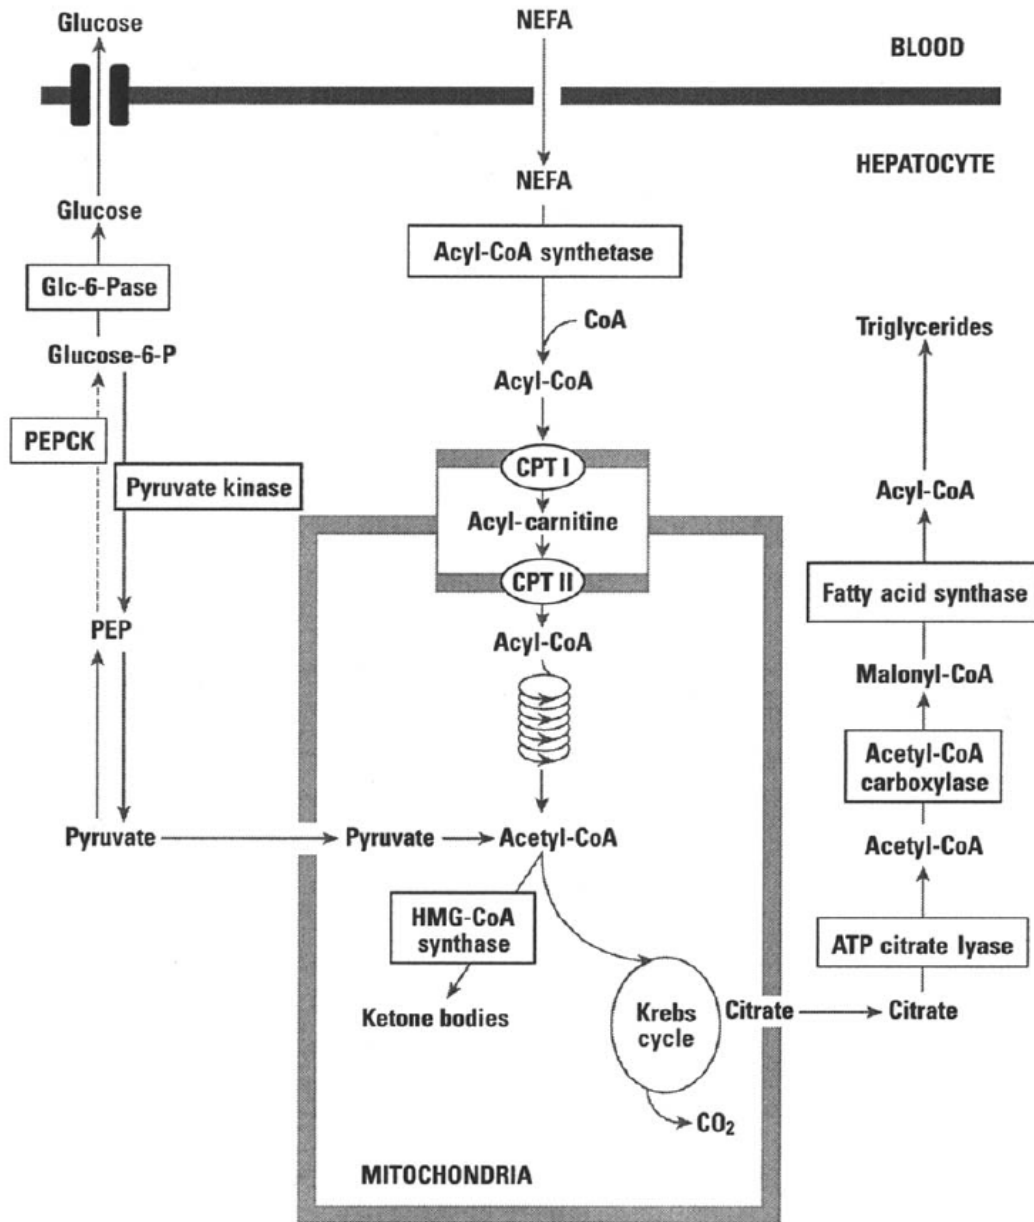 Glucose
NEFA
BLOOD
HEPATOCYTE
NEFA
Glucose
Acyl-CoA synthetase
Glc-6-Pase
CoA
Triglycerides
Glucose-6-P
Acyl-CoA
PEPCK
CPT I
Pyruvate kinase
Acyl-CoA
Acyl-carnitine
CPT II
Fatty acid synthase
PEP
Acyl-CoA
Malonyl-CoA
Acetyl-CoA
carboxylase
Pyruvate
Pyruvate
Acetyl-CoA
Acetyl-CoA
HMG-CoA
synthase
ATP citrate lyase
Ketone bodies
Krebs
cycle
Citrate
Citrate
CO₂
MITOCHONDRIA